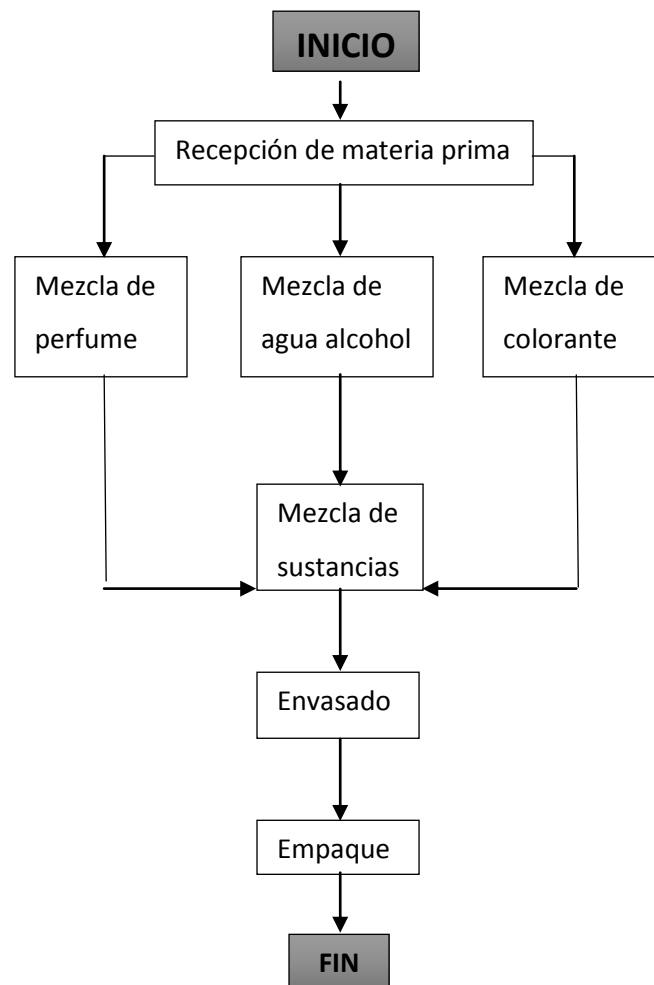 INICIO
Recepción de materia prima
Mezcla de
perfume
Mezcla de
agua alcohol
Mezcla de
colorante
Mezcla de
sustancias
Envasado
Empaque
FIN